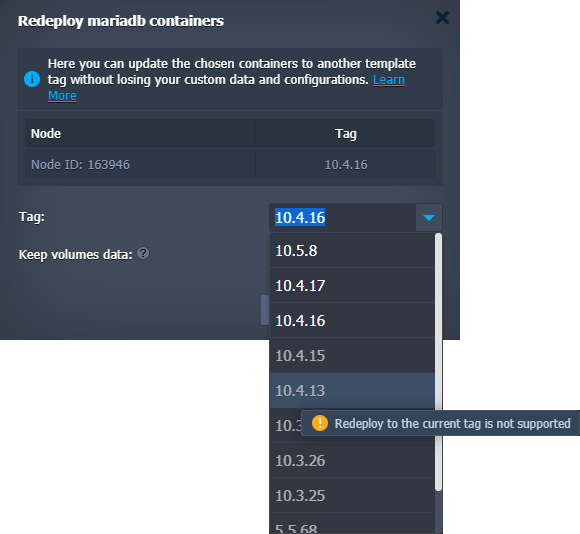 Redeploy mariadb containers
Here you can update the chosen containers to another template
tag without losing your custom data and configurations. Learn
More
Node Tag
Node ID: 163946 10.4.16
Tag: 10.4.16
Keep volumes data:
10.5.8
10.4.17
10.4.16
10.4.15
10.4.13
Redeploy to the current tag is not supported
10.3
10.3.26
10.3.25
5.5.68